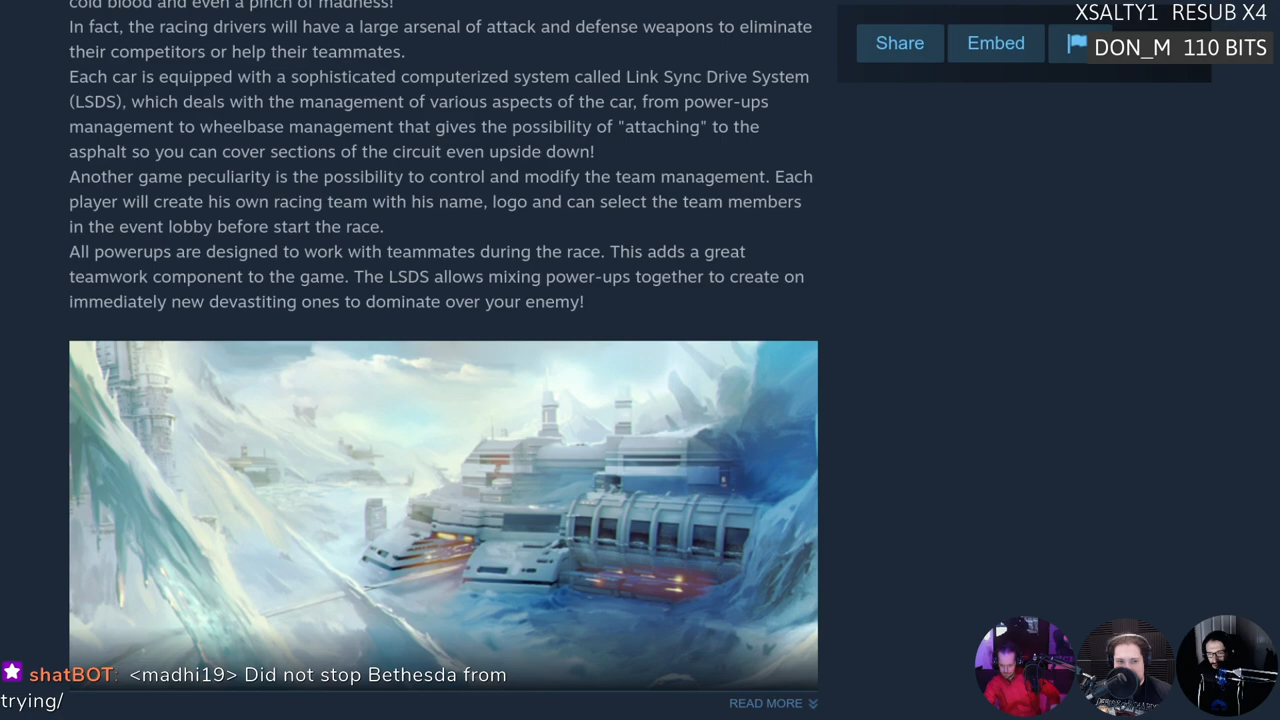 cold blood and even a pinch of madness!
In fact, the racing drivers will have a large arsenal of attack and defense weapons to eliminate
their competitors or help their teammates.
Each car is equipped with a sophisticated computerized system called Link Sync Drive System
(LSDS), which deals with the management of various aspects of the car, from power-ups
management to wheelbase management that gives the possibility of "attaching" to the
asphalt so you can cover sections of the circuit even upside down!
Another game peculiarity is the possibility to control and modify the team management. Each
player will create his own racing team with his name, logo and can select the team members
in the event lobby before start the race.
All powerups are designed to work with teammates during the race. This adds a great
teamwork component to the game. The LSDS allows mixing power-ups together to create on
immediately new devastiting ones to dominate over your enemy!
READ MORE
Share
Embed
XSALTY1 RESUB X4
DON_M 110 BITS
shatBOT: <madhi19> Did not stop Bethesda from
trying/